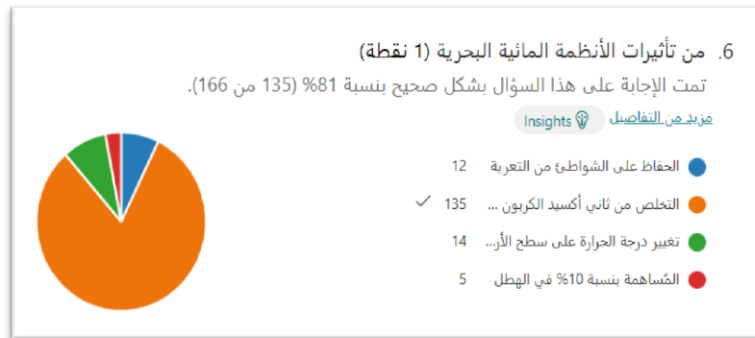 6. من تأثيرات الأنظمة المائية البحرية (1 نقطة)
تمت الإجابة على هذا السؤال بشكل صحيح بنسبة 81% (135 من 166).
مزيد من التفاصيل Insights
الحفاظ على الشواطئ من التعرية 12
التخلص من ثاني أكسيد الكربون ... 135
تغيير درجة الحرارة على سطح الأر... 14
المُساهمة بنسبة 10% في الهطل 5